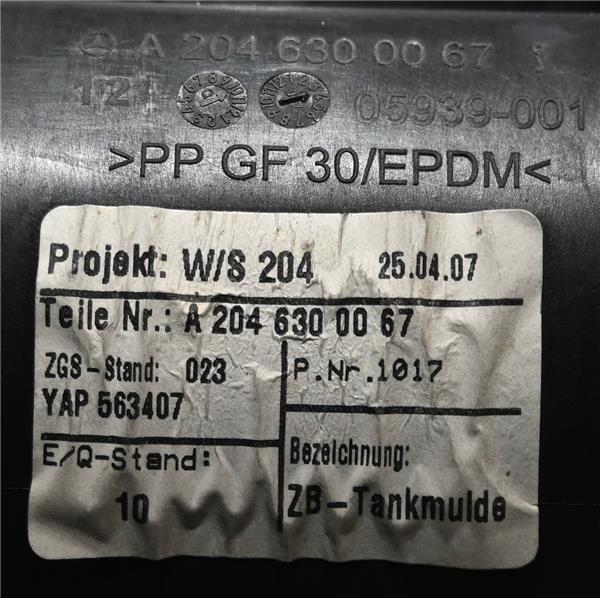 A 204 630 00 67
12
05939-001
>PP GF 30/EPDM<
Projekt: W/S 204 25.04.07
Teile Nr.: A 204 630 00 67
ZGS-Stand: 023
P.Nr.1017
YAP 563407
E/Q-Stand:
10
Bezeichnung:
ZB-Tankmulde